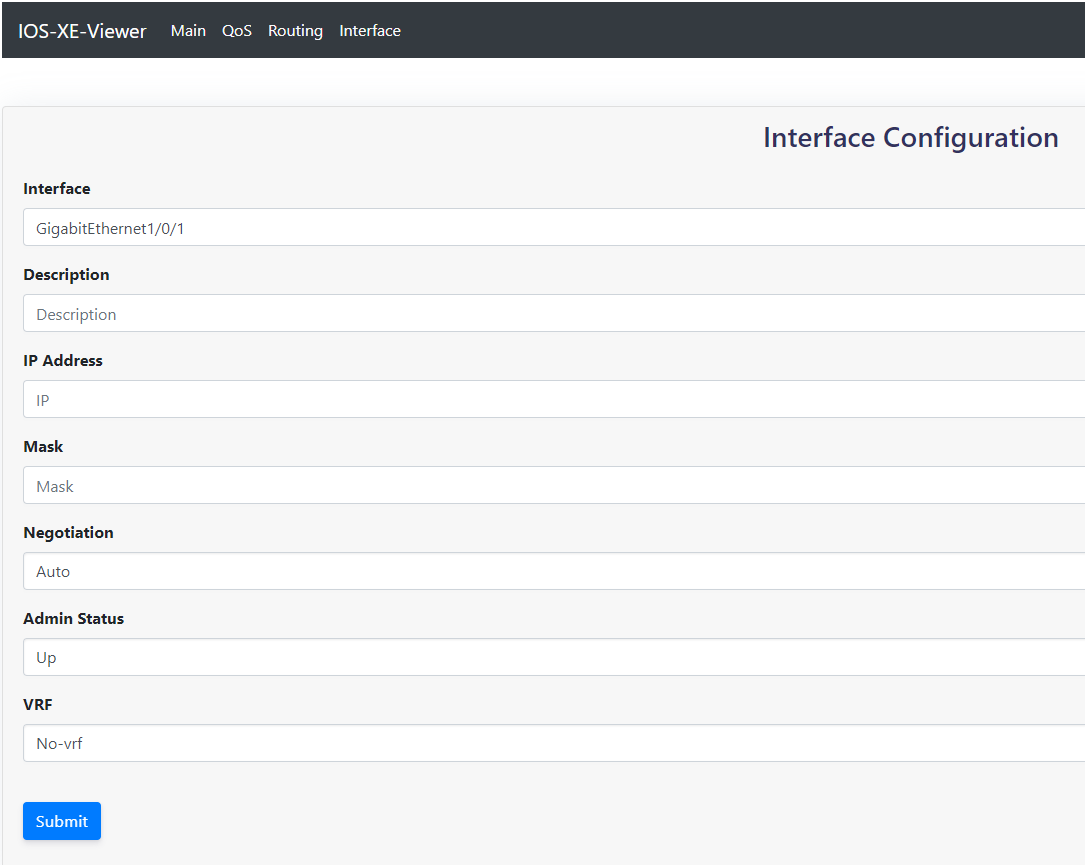 IOS-XE-Viewer Main QoS Routing Interface
Interface Configuration
Interface
GigabitEthernet1/0/1
Description
Description
IP Address
IP
Mask
Mask
Negotiation
Auto
Admin Status
Up
VRF
No-vrf
Submit